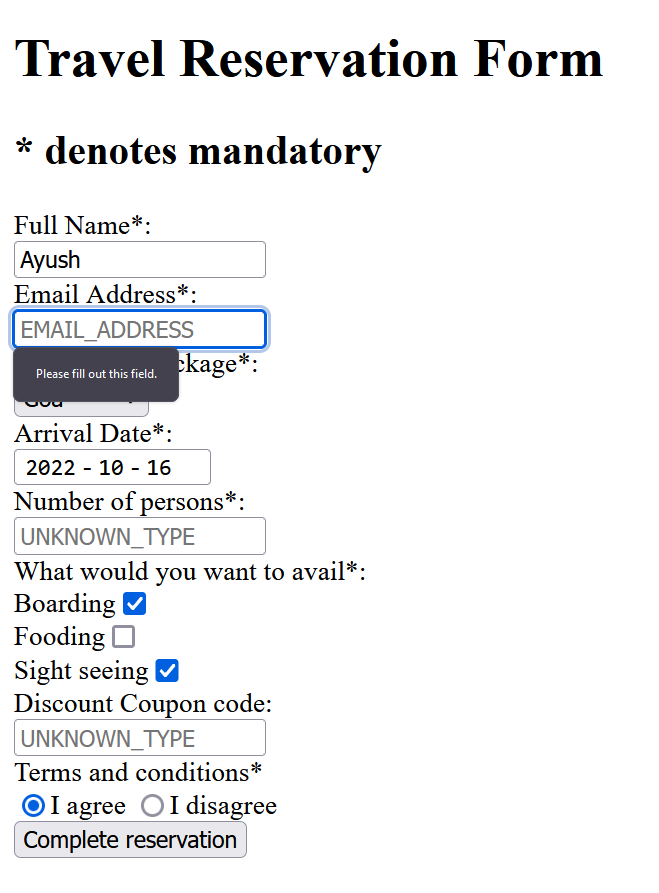 Travel Reservation Form
* denotes mandatory
Full Name*:
Ayush
Email Address*:
EMAIL_ADDRESS
Please fill out this field.
ckage*:
Arrival Date*:
2022 - 10 - 16
Number of persons*:
UNKNOWN_TYPE
What would you want to avail*:
Boarding
Fooding
Sight seeing
Discount Coupon code:
UNKNOWN_TYPE
Terms and conditions*
I agree I disagree
Complete reservation